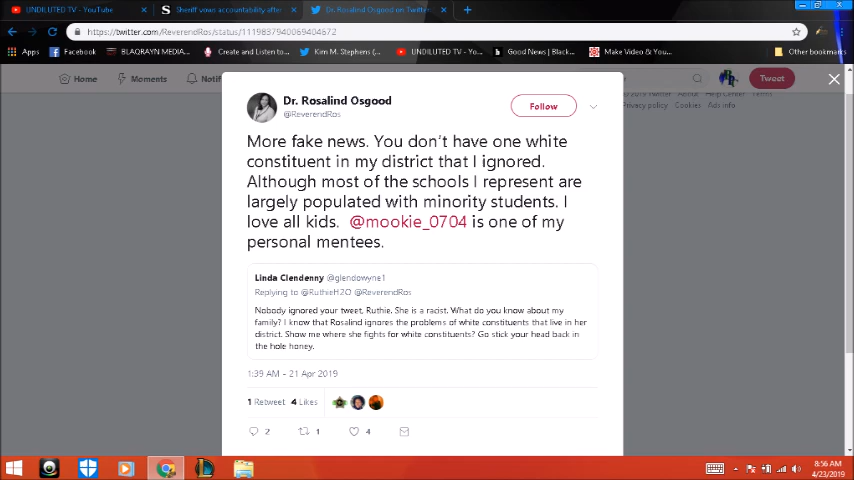 UNDILUTED TV - YouTube
Sheriff vows accountability after
Dr. Rosalind Osgood on Twitter
https://twitter.com/ReverendRos/status/1119837940069404672
Apps
Facebook
BLAQRAYN MEDIA...
Create and Listen to...
Kim M. Stephens (...
UNDILUTED TV - Yo...
Good News | Black...
Make Video & You...
Other bookmarks
Home
Moments
Notifi
Tweet
Privacy policy Cookies Ads info
Dr. Rosalind Osgood
@ReverendRos
Follow
More fake news. You don't have one white
constituent in my district that I ignored.
Although most of the schools I represent are
largely populated with minority students. I
love all kids. @mookie_0704 is one of my
personal mentees.
Linda Clendenny @glendowyne1
Replying to @RuthieH2O @ReverendRos
Nobody ignored your tweet, Ruthie. She is a racist. What do you know about my
family? I know that Rosalind ignores the problems of white constituents that live in her
district. Show me where she fights for white constituents? Go stick your head back in
the hole honey.
1:39 AM - 21 Apr 2019
1 Retweet 4 Likes
2 1 4
8:56 AM
4/23/2019